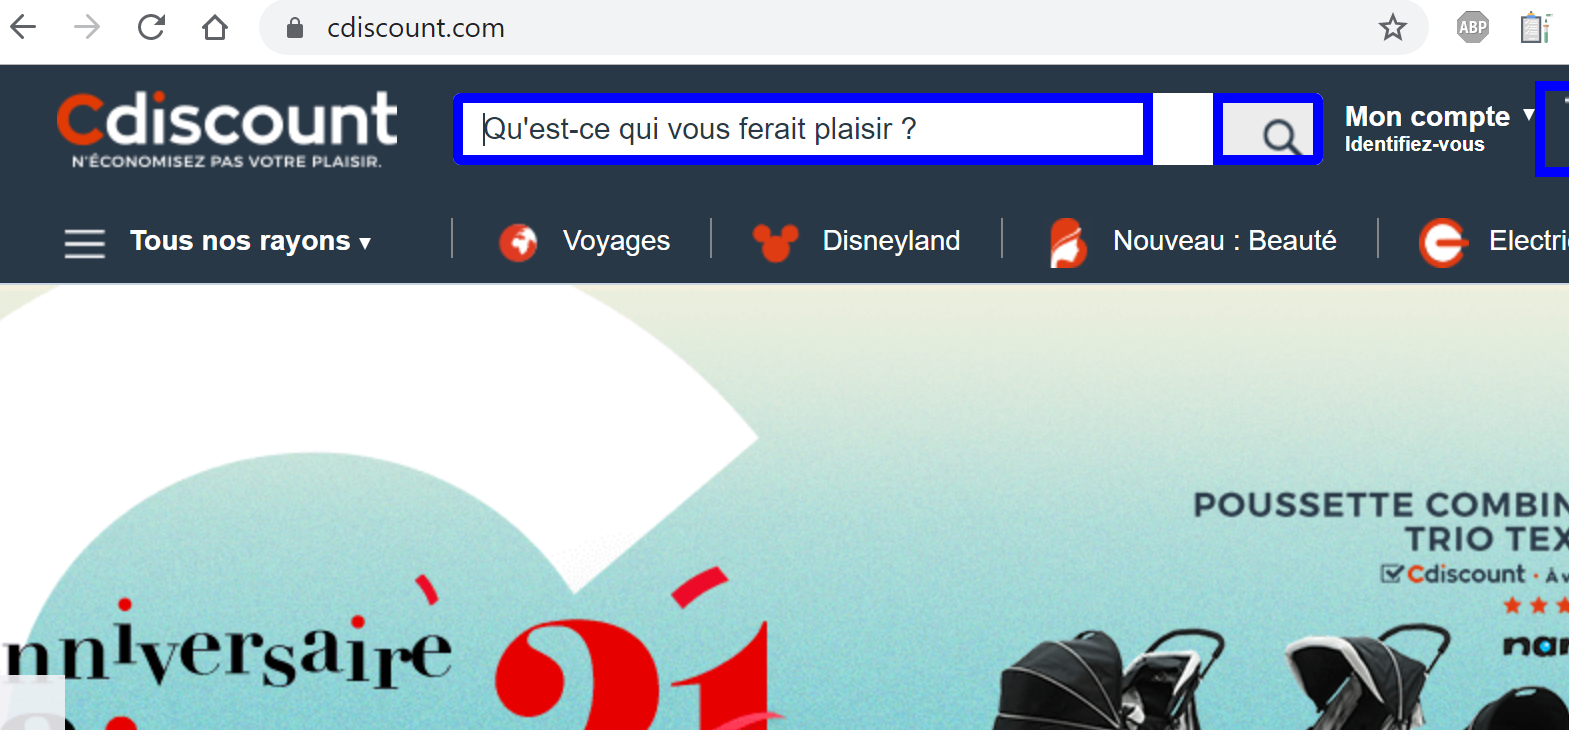 cdiscount.com
ABP
Cdiscount
N'ÉCONOMISEZ PAS VOTRE PLAISIR.
Qu'est-ce qui vous ferait plaisir ?
Mon compte ▼
Identifiez-vous
Tous nos rayons ▾
Voyages
Disneyland
Nouveau : Beauté
Electri
POUSSETTE COMBIN
TRIO TEX
Cdiscount · À v
nniversaire
21